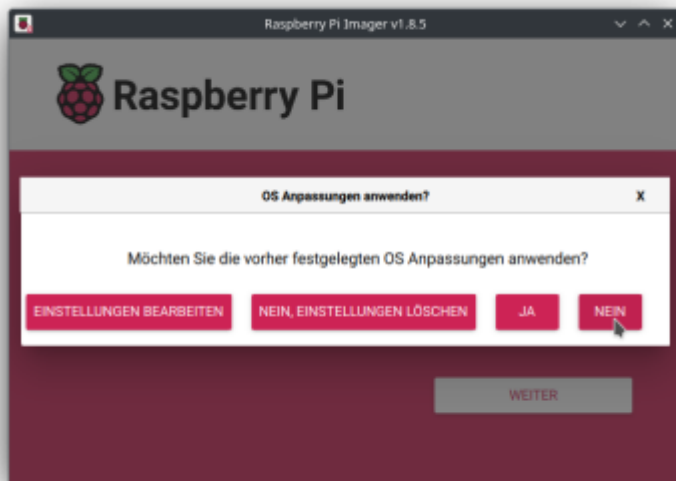 Raspberry Pi Imager v1.8.5
Raspberry Pi
OS Anpassungen anwenden?
X
Möchten Sie die vorher festgelegten OS Anpassungen anwenden?
EINSTELLUNGEN BEARBEITEN
NEIN, EINSTELLUNGEN LÖSCHEN
JA
NEIN
WEITER